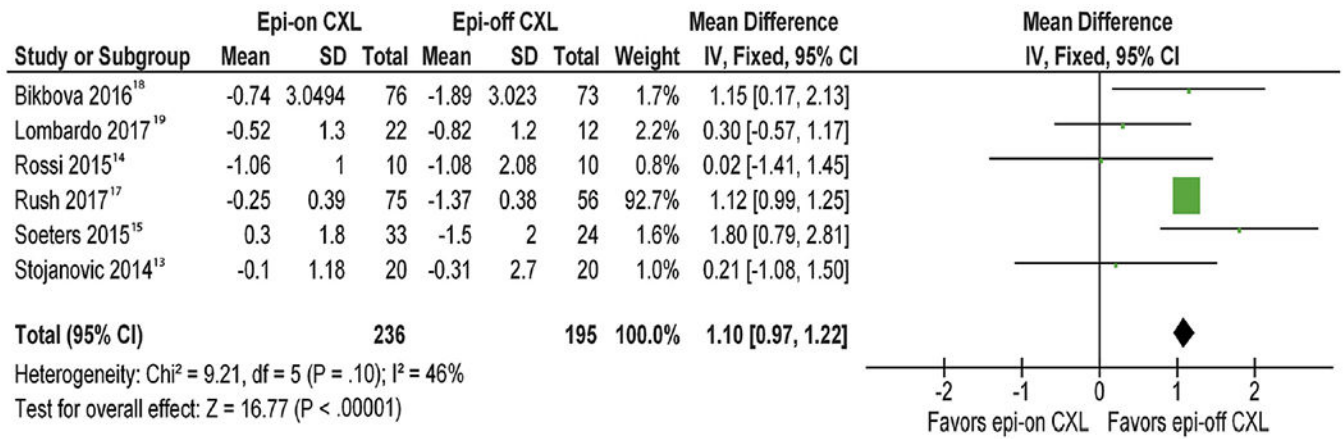 Epi-on CXL Epi-off CXL Mean Difference Mean Difference
Study or Subgroup Mean SD Total Mean SD Total Weight IV, Fixed, 95% CI IV, Fixed, 95% CI
Bikbova 2016¹⁸ -0.74 3.0494 76 -1.89 3.023 73 1.7% 1.15 [0.17, 2.13]
Lombardo 2017¹⁹ -0.52 1.3 22 -0.82 1.2 12 2.2% 0.30 [-0.57, 1.17]
Rossi 2015¹⁴ -1.06 1 10 -1.08 2.08 10 0.8% 0.02 [-1.41, 1.45]
Rush 2017¹⁷ -0.25 0.39 75 -1.37 0.38 56 92.7% 1.12 [0.99, 1.25]
Soeters 2015¹⁵ 0.3 1.8 33 -1.5 2 24 1.6% 1.80 [0.79, 2.81]
Stojanovic 2014¹³ -0.1 1.18 20 -0.31 2.7 20 1.0% 0.21 [-1.08, 1.50]
Total (95% CI) 236 195 100.0% 1.10 [0.97, 1.22]
Heterogeneity: Chi² = 9.21, df = 5 (P = .10); I² = 46%
Test for overall effect: Z = 16.77 (P < .00001)
-2 -1 0 1 2
Favors epi-on CXL Favors epi-off CXL